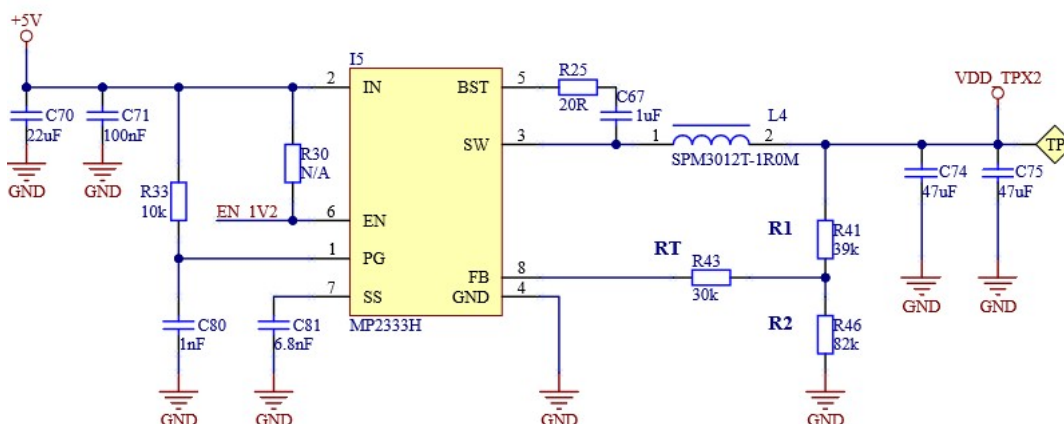 +5V
I5
2
IN
BST
5
R25
20R
C67
1uF
VDD_TPX2
C70
22uF
C71
100nF
GND
GND
R30
N/A
SW
3
1
L4
2
SPM3012T-1R0M
TP
C74
47uF
C75
47uF
GND
GND
R33
10k
EN_1V2
6
EN
1
PG
7
SS
FB
8
GND
4
MP2333H
RT
R43
30k
R1
R41
39k
R2
R46
82k
C80
1nF
C81
6.8nF
GND
GND
GND
GND